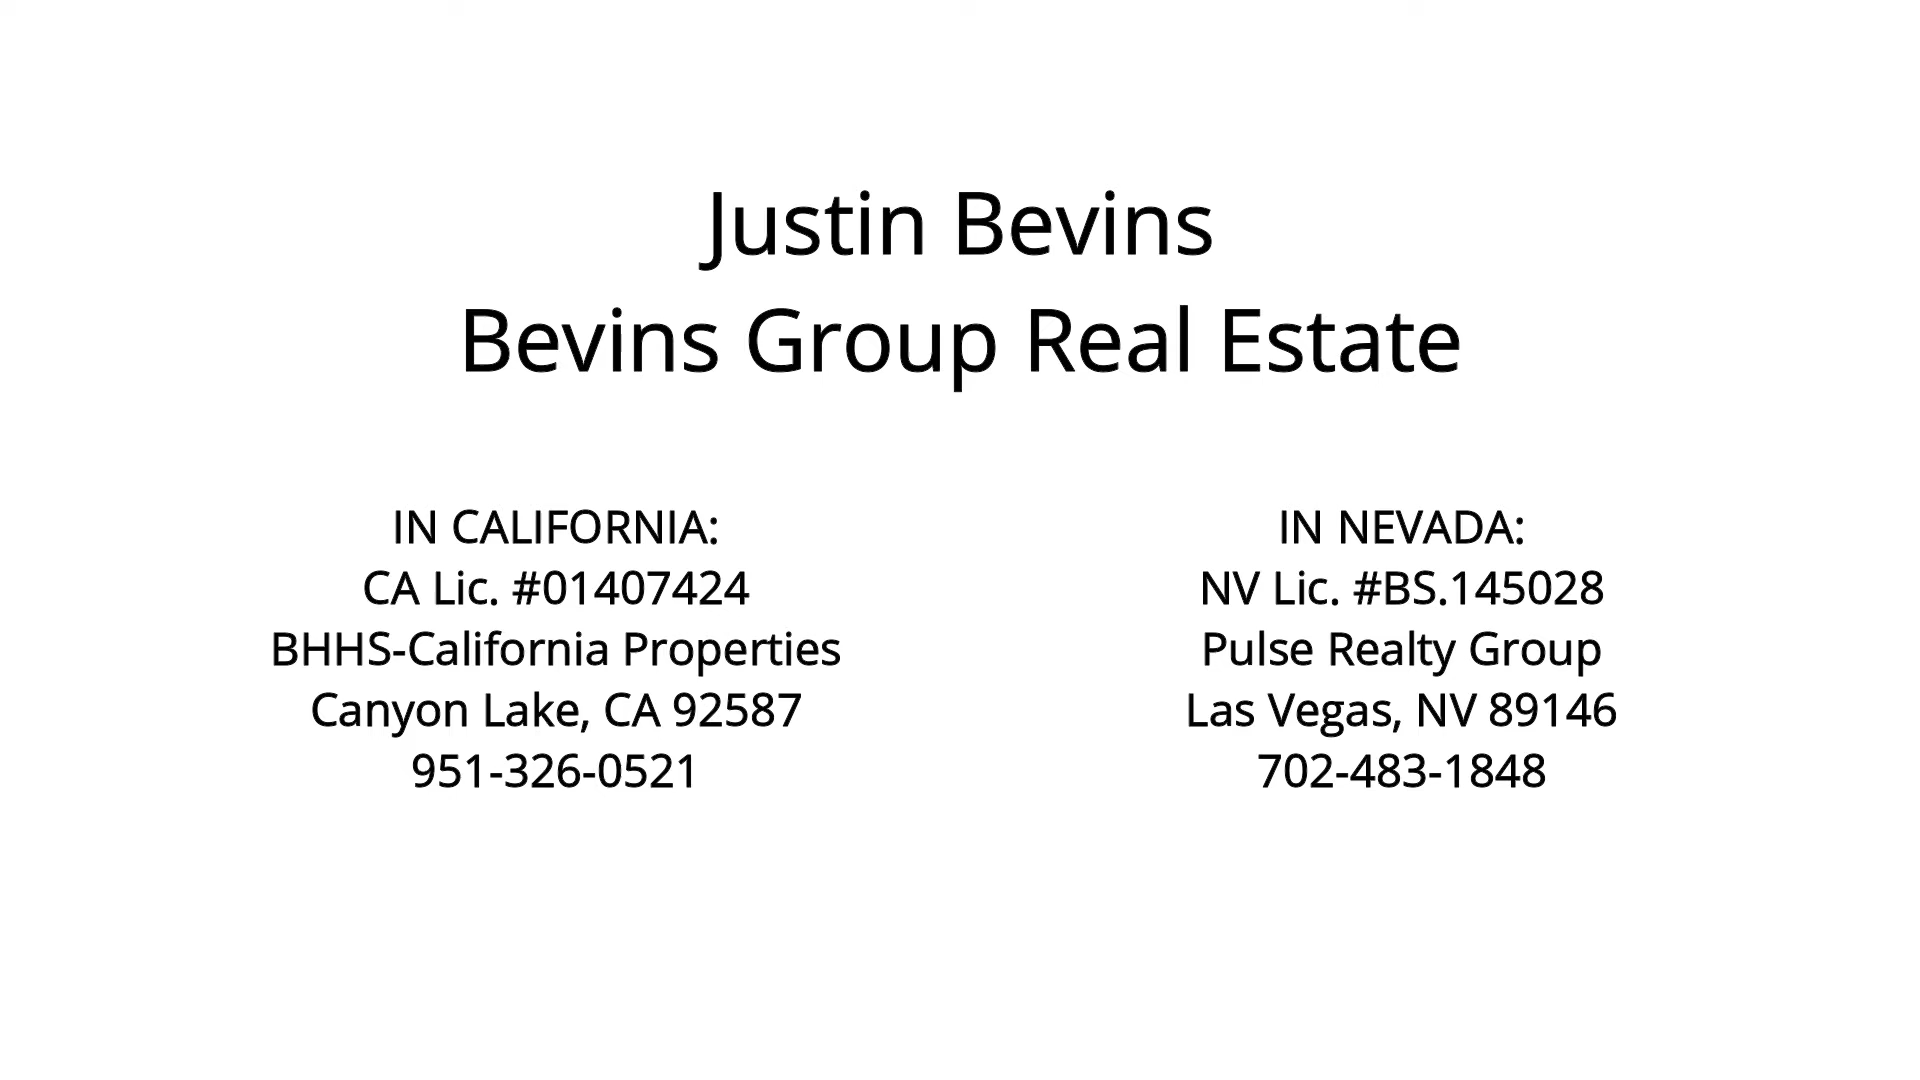 Justin Bevins
Bevins Group Real Estate
IN CALIFORNIA:
CA Lic. #01407424
BHHS-California Properties
Canyon Lake, CA 92587
951-326-0521
IN NEVADA:
NV Lic. #BS.145028
Pulse Realty Group
Las Vegas, NV 89146
702-483-1848